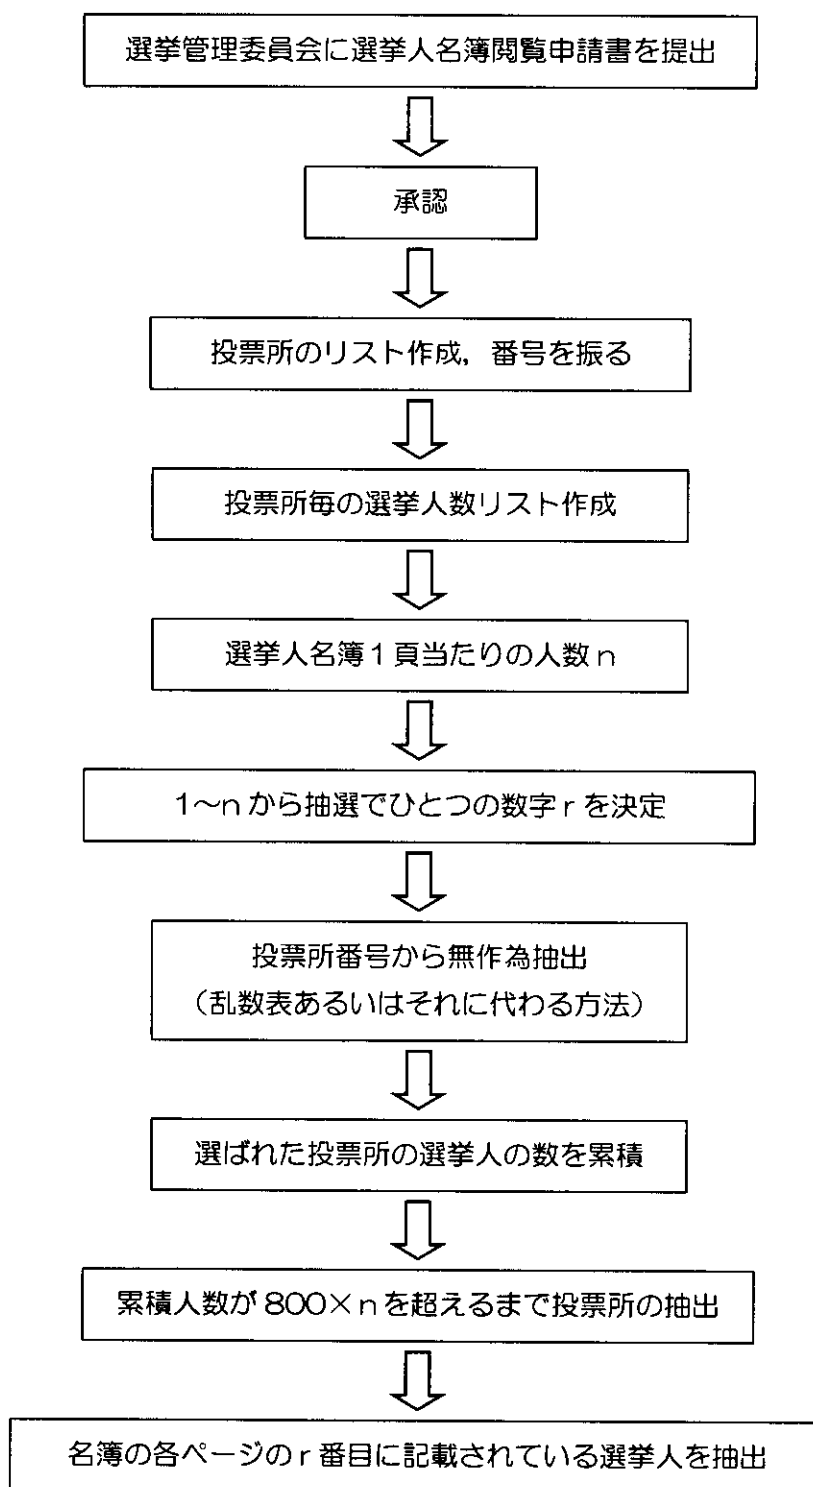 選挙管理委員会に選挙人名簿閲覧申請書を提出
承認
投票所のリスト作成，番号を振る
投票所毎の選挙人数リスト作成
選挙人名簿１頁当たりの人数ｎ
１～ｎから抽選でひとつの数字ｒを決定
投票所番号から無作為抽出
（乱数表あるいはそれに代わる方法）
選ばれた投票所の選挙人の数を累積
累積人数が８００×ｎを超えるまで投票所の抽出
名簿の各ページのｒ番目に記載されている選挙人を抽出